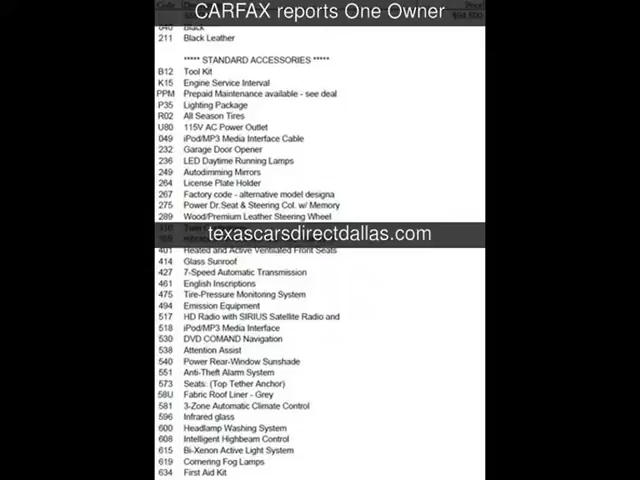 CARFAX reports One Owner
Code
Price
$94,500
040 Black
211 Black Leather
***** STANDARD ACCESSORIES *****
B12 Tool Kit
K15 Engine Service Interval
PPM Prepaid Maintenance available - see deal
P35 Lighting Package
R02 All Season Tires
U80 115V AC Power Outlet
049 iPod/MP3 Media Interface Cable
232 Garage Door Opener
236 LED Daytime Running Lamps
249 Autodimming Mirrors
264 License Plate Holder
267 Factory code - alternative model designa
275 Power Dr.Seat & Steering Col. w/ Memory
289 Wood/Premium Leather Steering Wheel
texascarsdirectdallas.com
401 Heated and Active Ventilated Front Seats
414 Glass Sunroof
427 7-Speed Automatic Transmission
461 English Inscriptions
475 Tire-Pressure Monitoring System
494 Emission Equipment
517 HD Radio with SIRIUS Satellite Radio and
518 iPod/MP3 Media Interface
530 DVD COMAND Navigation
538 Attention Assist
540 Power Rear-Window Sunshade
551 Anti-Theft Alarm System
573 Seats: (Top Tether Anchor)
58U Fabric Roof Liner - Grey
581 3-Zone Automatic Climate Control
596 Infrared glass
600 Headlamp Washing System
608 Intelligent Highbeam Control
615 Bi-Xenon Active Light System
619 Cornering Fog Lamps
634 First Aid Kit